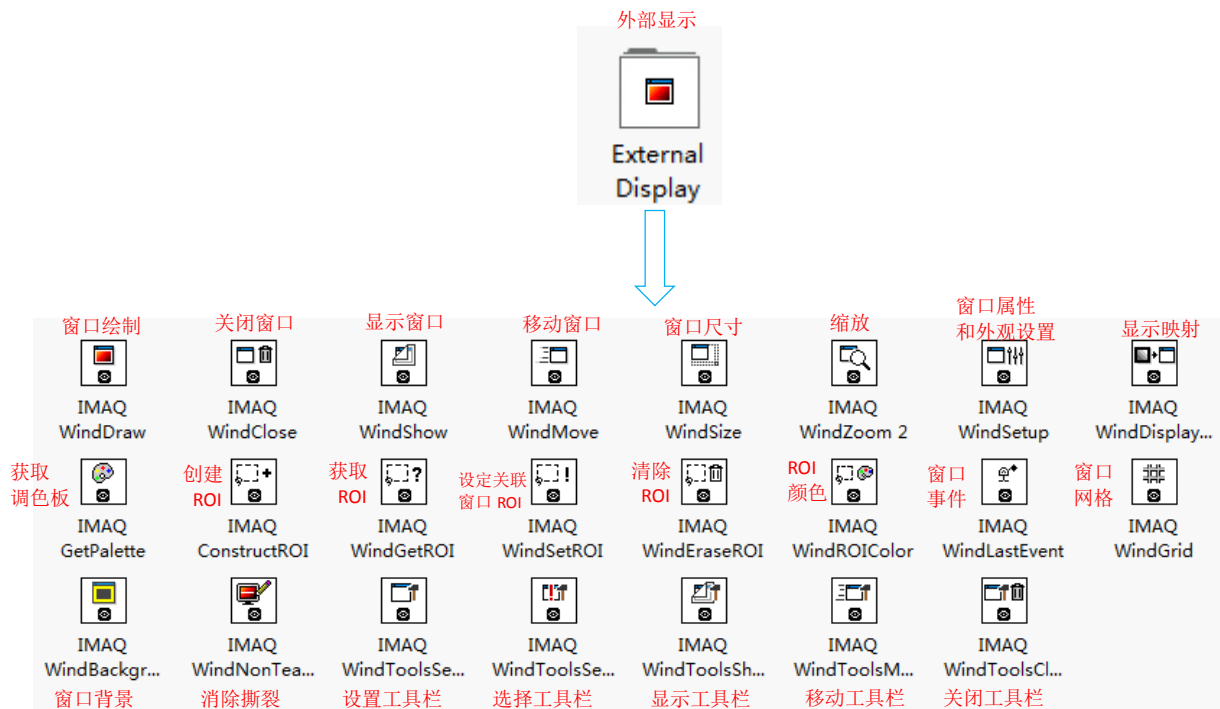 外部显示
External
Display
窗口绘制
关闭窗口
显示窗口
移动窗口
窗口尺寸
缩放
窗口属性
和外观设置
显示映射
IMAQ
WindDraw
IMAQ
WindClose
IMAQ
WindShow
IMAQ
WindMove
IMAQ
WindSize
IMAQ
WindZoom 2
IMAQ
WindSetup
IMAQ
WindDisplay...
获取
调色板
创建
ROI
获取
ROI
设定关联
窗口 ROI
清除
ROI
ROI
颜色
窗口
事件
窗口
网格
IMAQ
GetPalette
IMAQ
ConstructROI
IMAQ
WindGetROI
IMAQ
WindSetROI
IMAQ
WindEraseROI
IMAQ
WindROIColor
IMAQ
WindLastEvent
IMAQ
WindGrid
IMAQ
WindBackgr...
IMAQ
WindNonTea...
IMAQ
WindToolsSe...
IMAQ
WindToolsSe...
IMAQ
WindToolsSh...
IMAQ
WindToolsM...
IMAQ
WindToolsCl...
窗口背景
消除撕裂
设置工具栏
选择工具栏
显示工具栏
移动工具栏
关闭工具栏